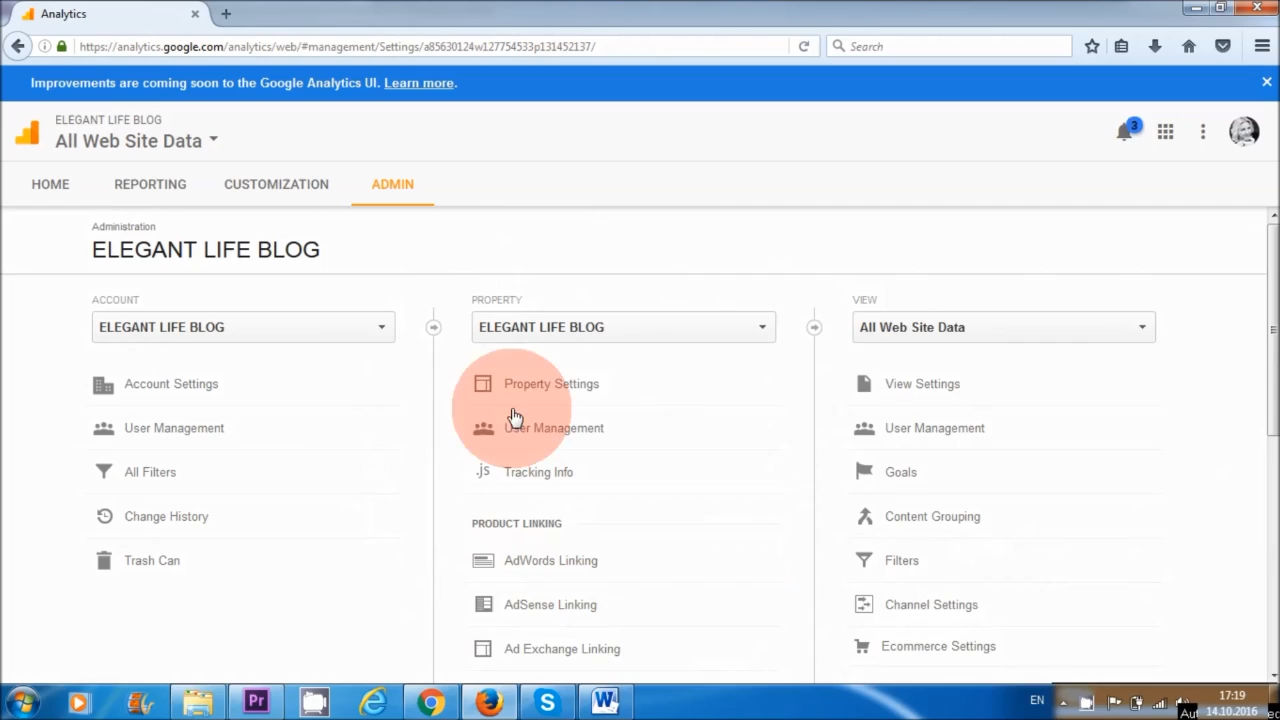 Analytics
https://analytics.google.com/analytics/web/#management/Settings/a85630124w127754533p131452137/
Search
Improvements are coming soon to the Google Analytics UI. Learn more.
ELEGANT LIFE BLOG
All Web Site Data
3
HOME REPORTING CUSTOMIZATION ADMIN
Administration
ELEGANT LIFE BLOG
ACCOUNT
ELEGANT LIFE BLOG
Account Settings
User Management
All Filters
Change History
Trash Can
PROPERTY
ELEGANT LIFE BLOG
Property Settings
User Management
.js Tracking Info
PRODUCT LINKING
AdWords Linking
AdSense Linking
Ad Exchange Linking
VIEW
All Web Site Data
View Settings
User Management
Goals
Content Grouping
Filters
Channel Settings
Ecommerce Settings
Pr
S
W
EN
17:19
14.10.2016